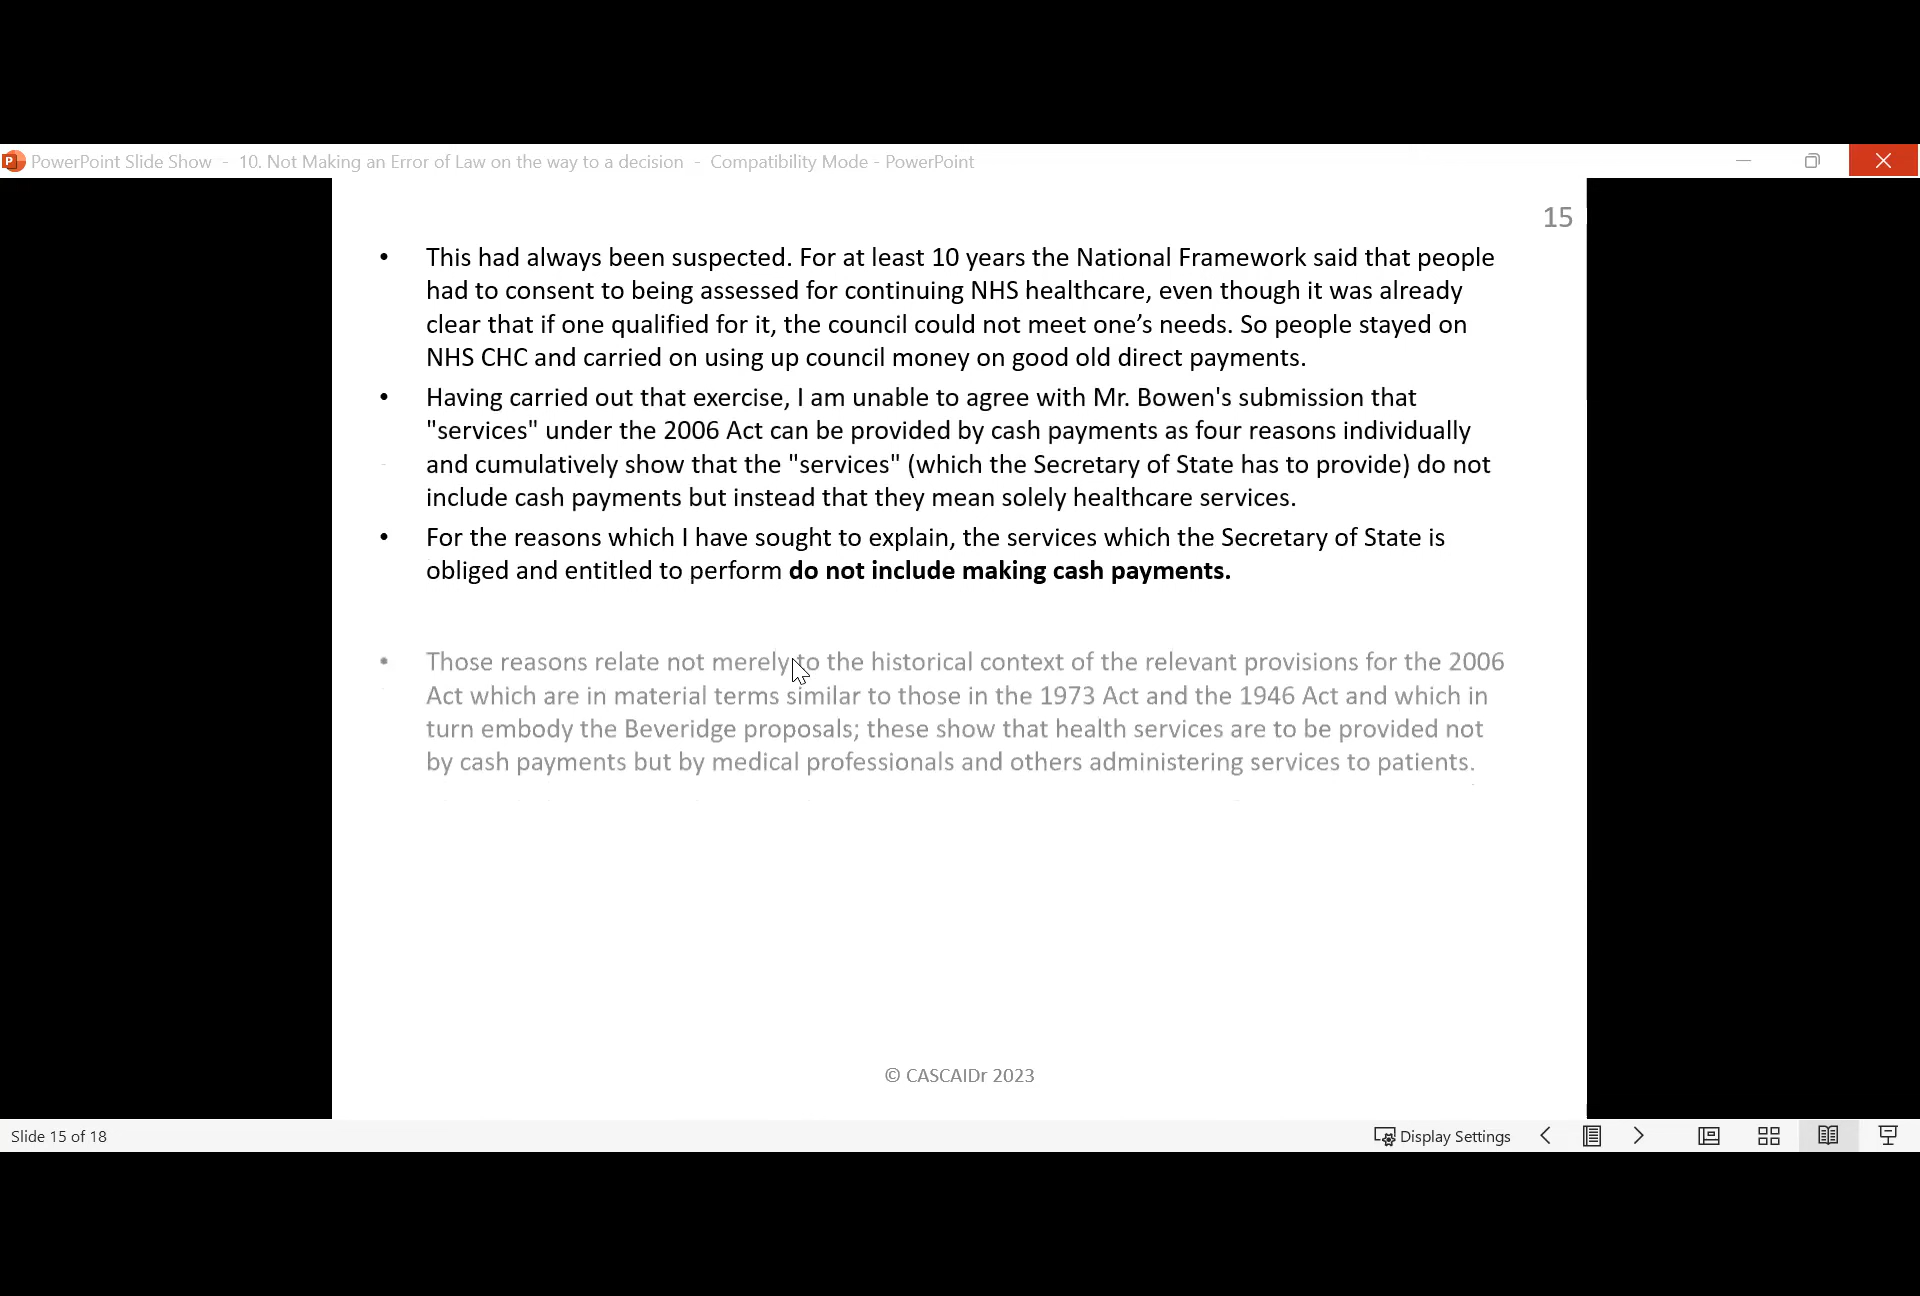 PowerPoint Slide Show - 10. Not Making an Error of Law on the way to a decision - Compatibility Mode - PowerPoint
15
• This had always been suspected. For at least 10 years the National Framework said that people
had to consent to being assessed for continuing NHS healthcare, even though it was already
clear that if one qualified for it, the council could not meet one’s needs. So people stayed on
NHS CHC and carried on using up council money on good old direct payments.
• Having carried out that exercise, I am unable to agree with Mr. Bowen's submission that
"services" under the 2006 Act can be provided by cash payments as four reasons individually
and cumulatively show that the "services" (which the Secretary of State has to provide) do not
include cash payments but instead that they mean solely healthcare services.
• For the reasons which I have sought to explain, the services which the Secretary of State is
obliged and entitled to perform do not include making cash payments.
• Those reasons relate not merely to the historical context of the relevant provisions for the 2006
Act which are in material terms similar to those in the 1973 Act and the 1946 Act and which in
turn embody the Beveridge proposals; these show that health services are to be provided not
by cash payments but by medical professionals and others administering services to patients.
© CASCAIDr 2023
Slide 15 of 18
Display Settings